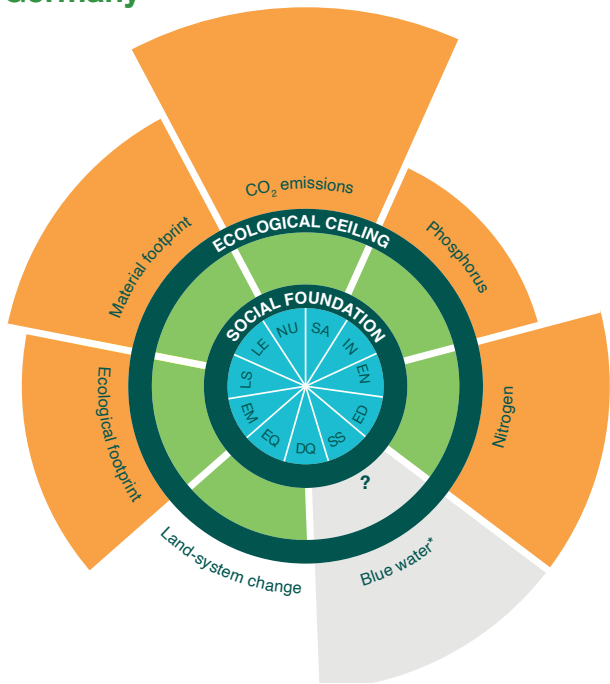 Germany
CO2 emissions
Phosphorus
Nitrogen
Blue water*
Land-system change
Ecological footprint
Material footprint
ECOLOGICAL CEILING
SOCIAL FOUNDATION
SA
IN
EN
ED
SS
DQ
EQ
EM
LS
LE
NU
?